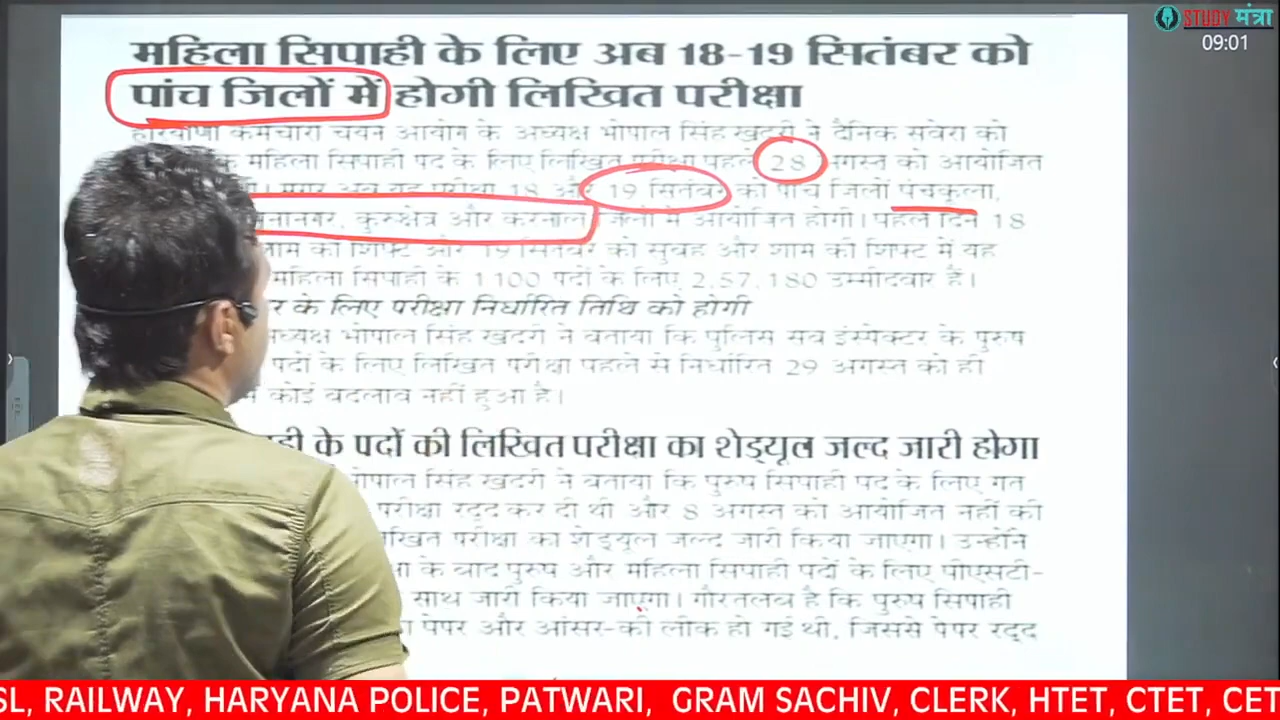 STUDY मंत्रा
09:01
महिला सिपाही के लिए अब 18-19 सितंबर को
पांच जिलों में होगी लिखित परीक्षा
हरियाणा कर्मचारी चयन आयोग के अध्यक्ष भोपाल सिंह खदरी ने दैनिक सवेरा को
महिला सिपाही पद के लिए लिखित परीक्षा पहले 28 अगस्त को आयोजित
मगर अब यह परीक्षा 18 और 19 सितंबर को पांच जिलों पंचकूला,
कुरुक्षेत्र और करनाल जिलों में आयोजित होगी। पहले दिन 18
शाम की शिफ्ट और 19 सितंबर को सुबह और शाम की शिफ्ट में यह
महिला सिपाही के 1100 पदों के लिए 2,57,180 उम्मीदवार हैं।
के लिए परीक्षा निर्धारित तिथि को होगी
भोपाल सिंह खदरी ने बताया कि पुलिस सब इंस्पेक्टर के पुरुष
पदों के लिए लिखित परीक्षा पहले से निर्धारित 29 अगस्त को ही
कोई बदलाव नहीं हुआ है।
के पदों की लिखित परीक्षा का शेड्यूल जल्द जारी होगा
सिंह खदरी ने बताया कि पुरुष सिपाही पद के लिए गत
परीक्षा रद्द कर दी थी और 8 अगस्त को आयोजित नहीं की
परीक्षा का शेड्यूल जल्द जारी किया जाएगा। उन्होंने
के बाद पुरुष और महिला सिपाही पदों के लिए पीएसटी-
साथ जारी किया जाएगा। गौरतलब है कि पुरुष सिपाही
पेपर और आंसर-की लीक हो गई थी, जिससे पेपर रद्द
SL, RAILWAY, HARYANA POLICE, PATWARI, GRAM SACHIV, CLERK, HTET, CTET, CET